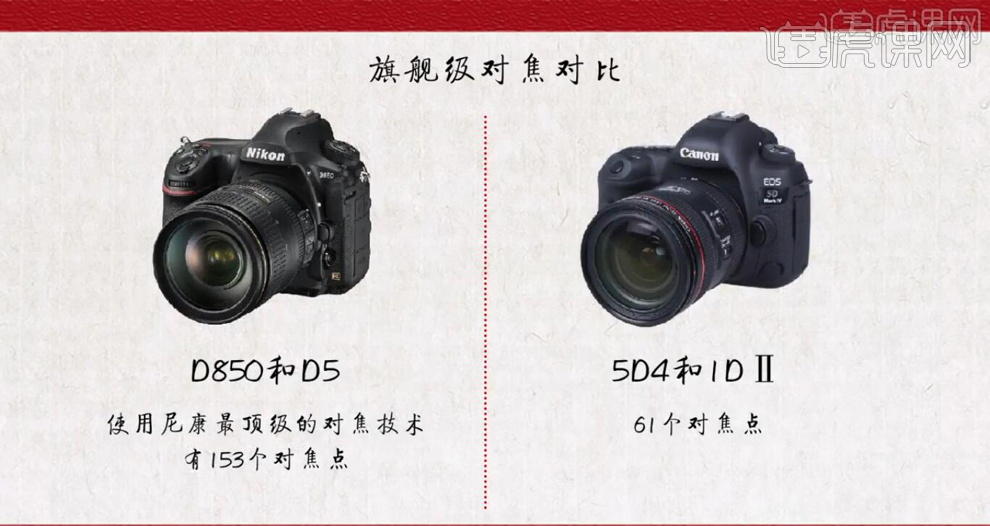 虎课网
旗舰级对焦对比
Nikon
D850
Canon
EOS
5D
Mark IV
D850和D5
5D4和1DⅡ
使用尼康最顶级的对焦技术
61个对焦点
有153个对焦点